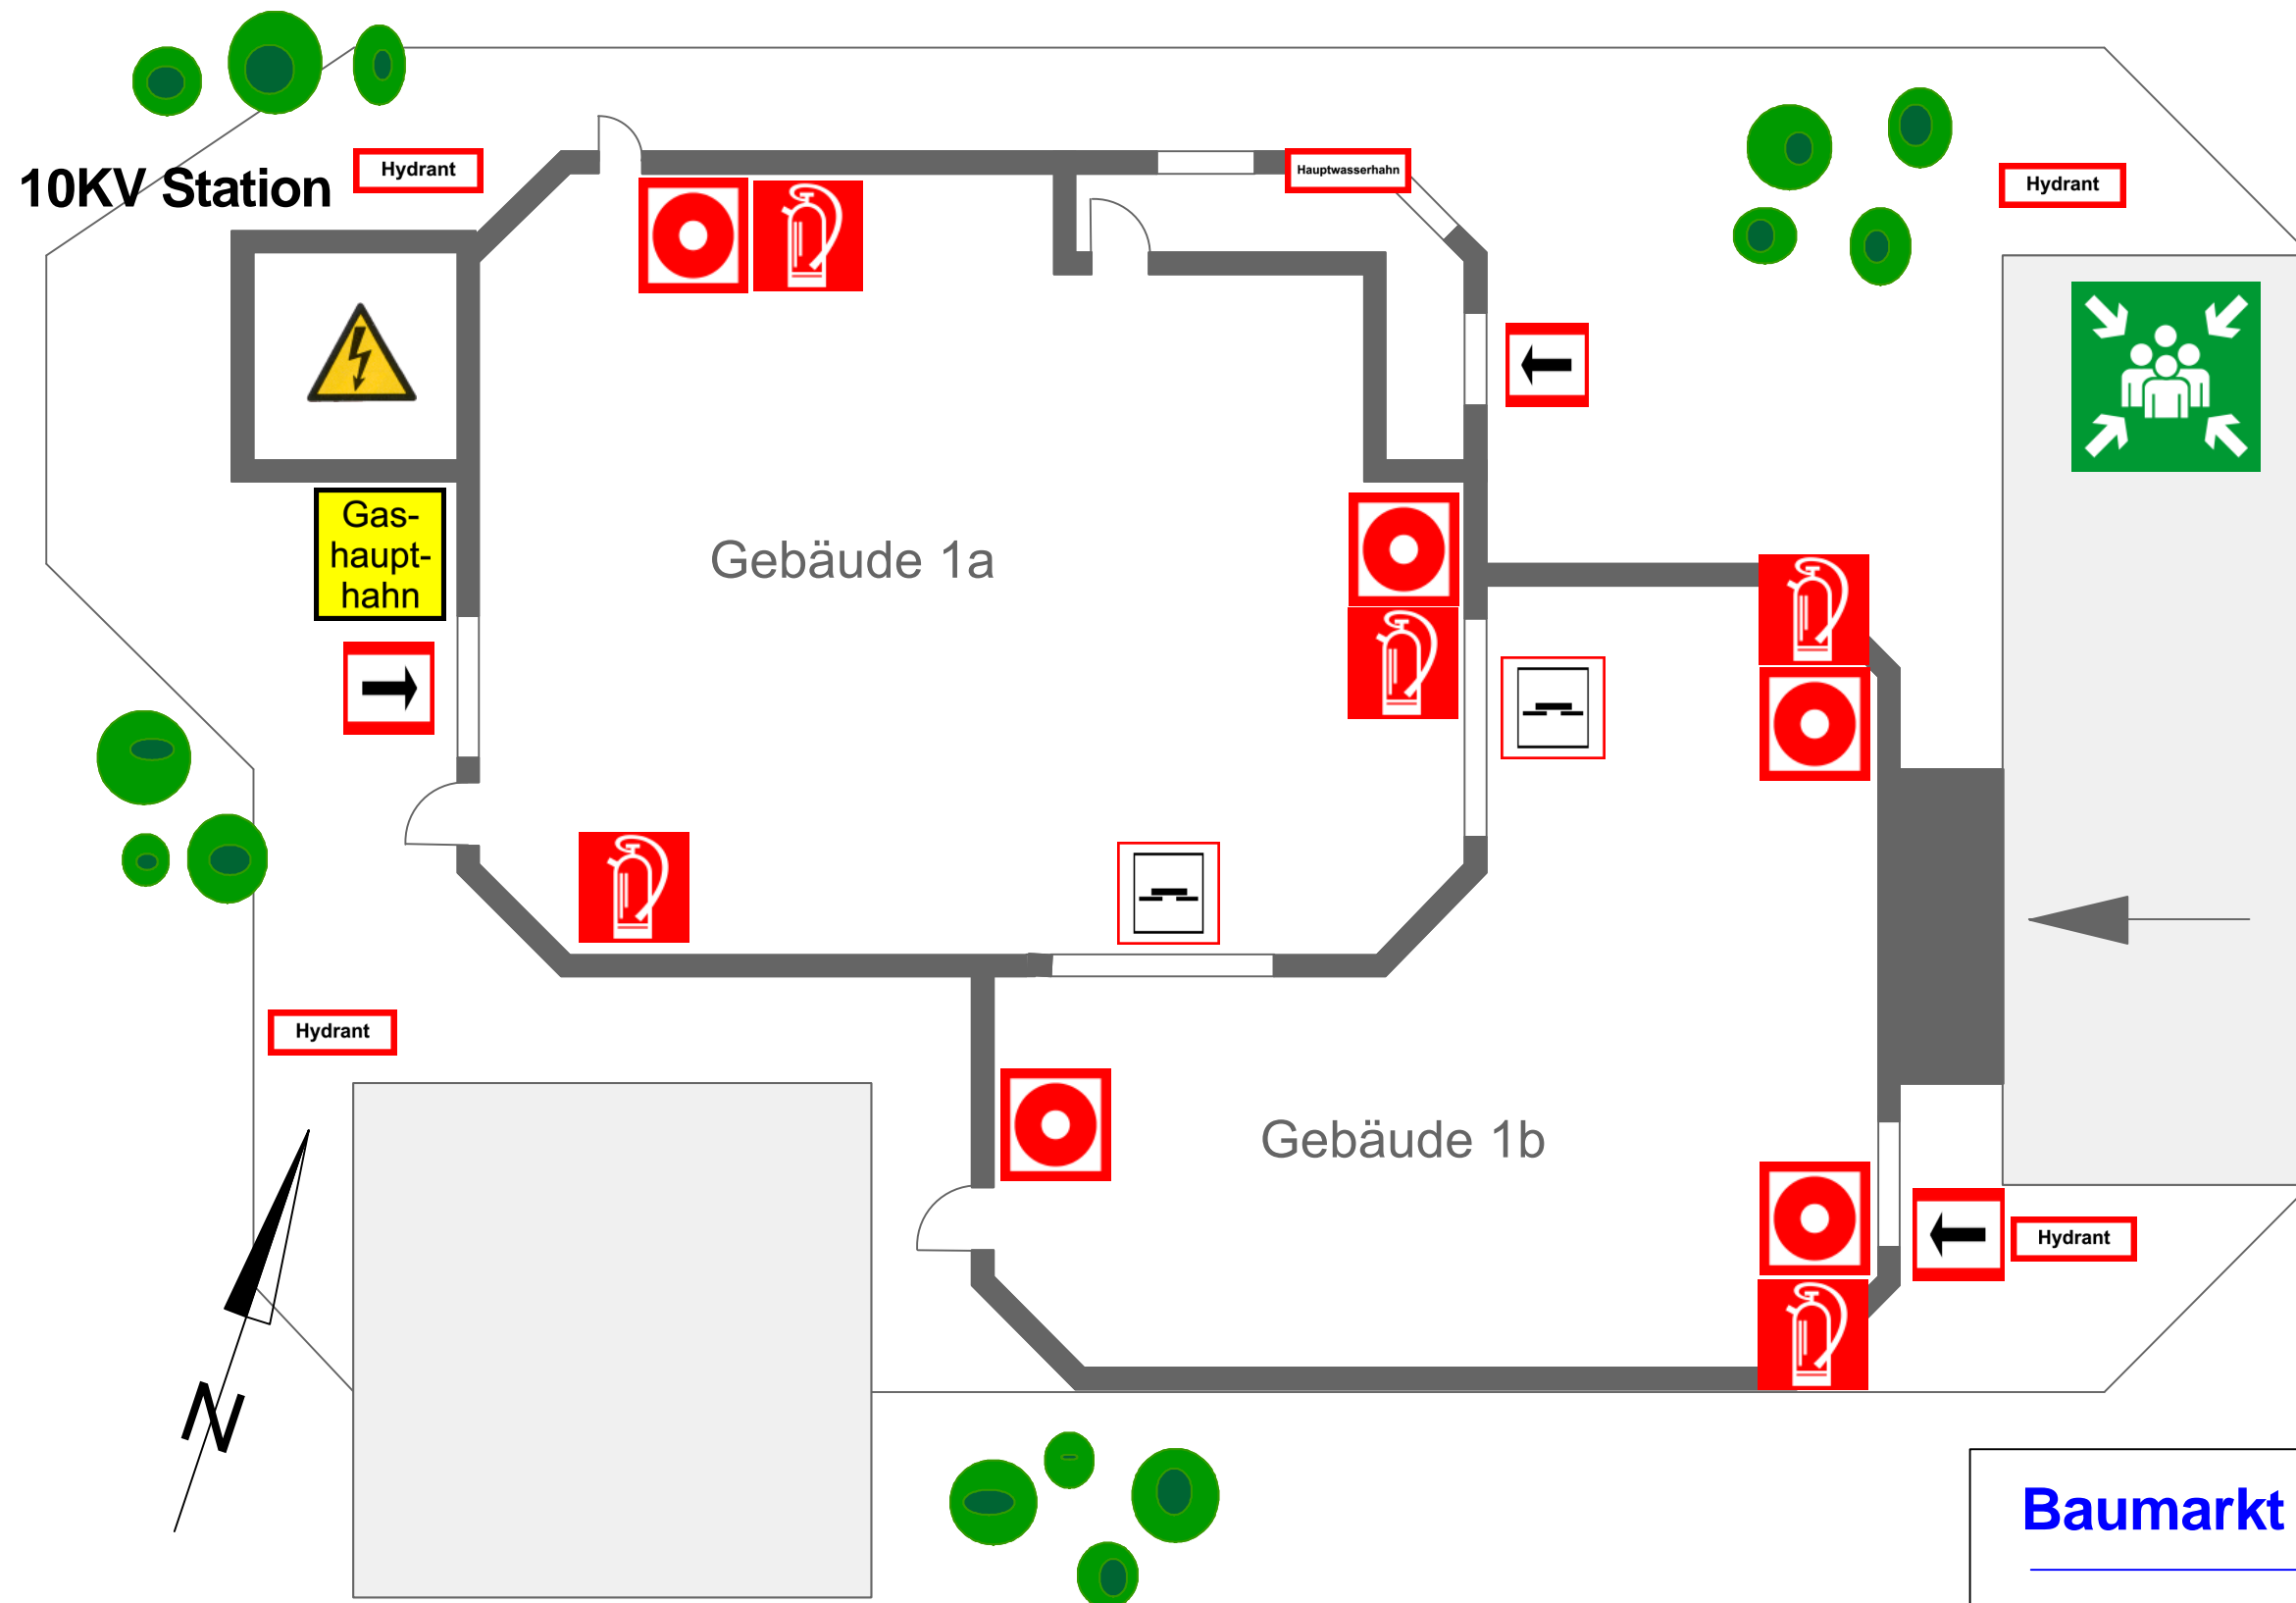 10KV Station
Hydrant
Hauptwasserhahn
Hydrant
Gas-
haupt-
hahn
Gebäude 1a
Hydrant
Gebäude 1b
Hydrant
N
Baumarkt